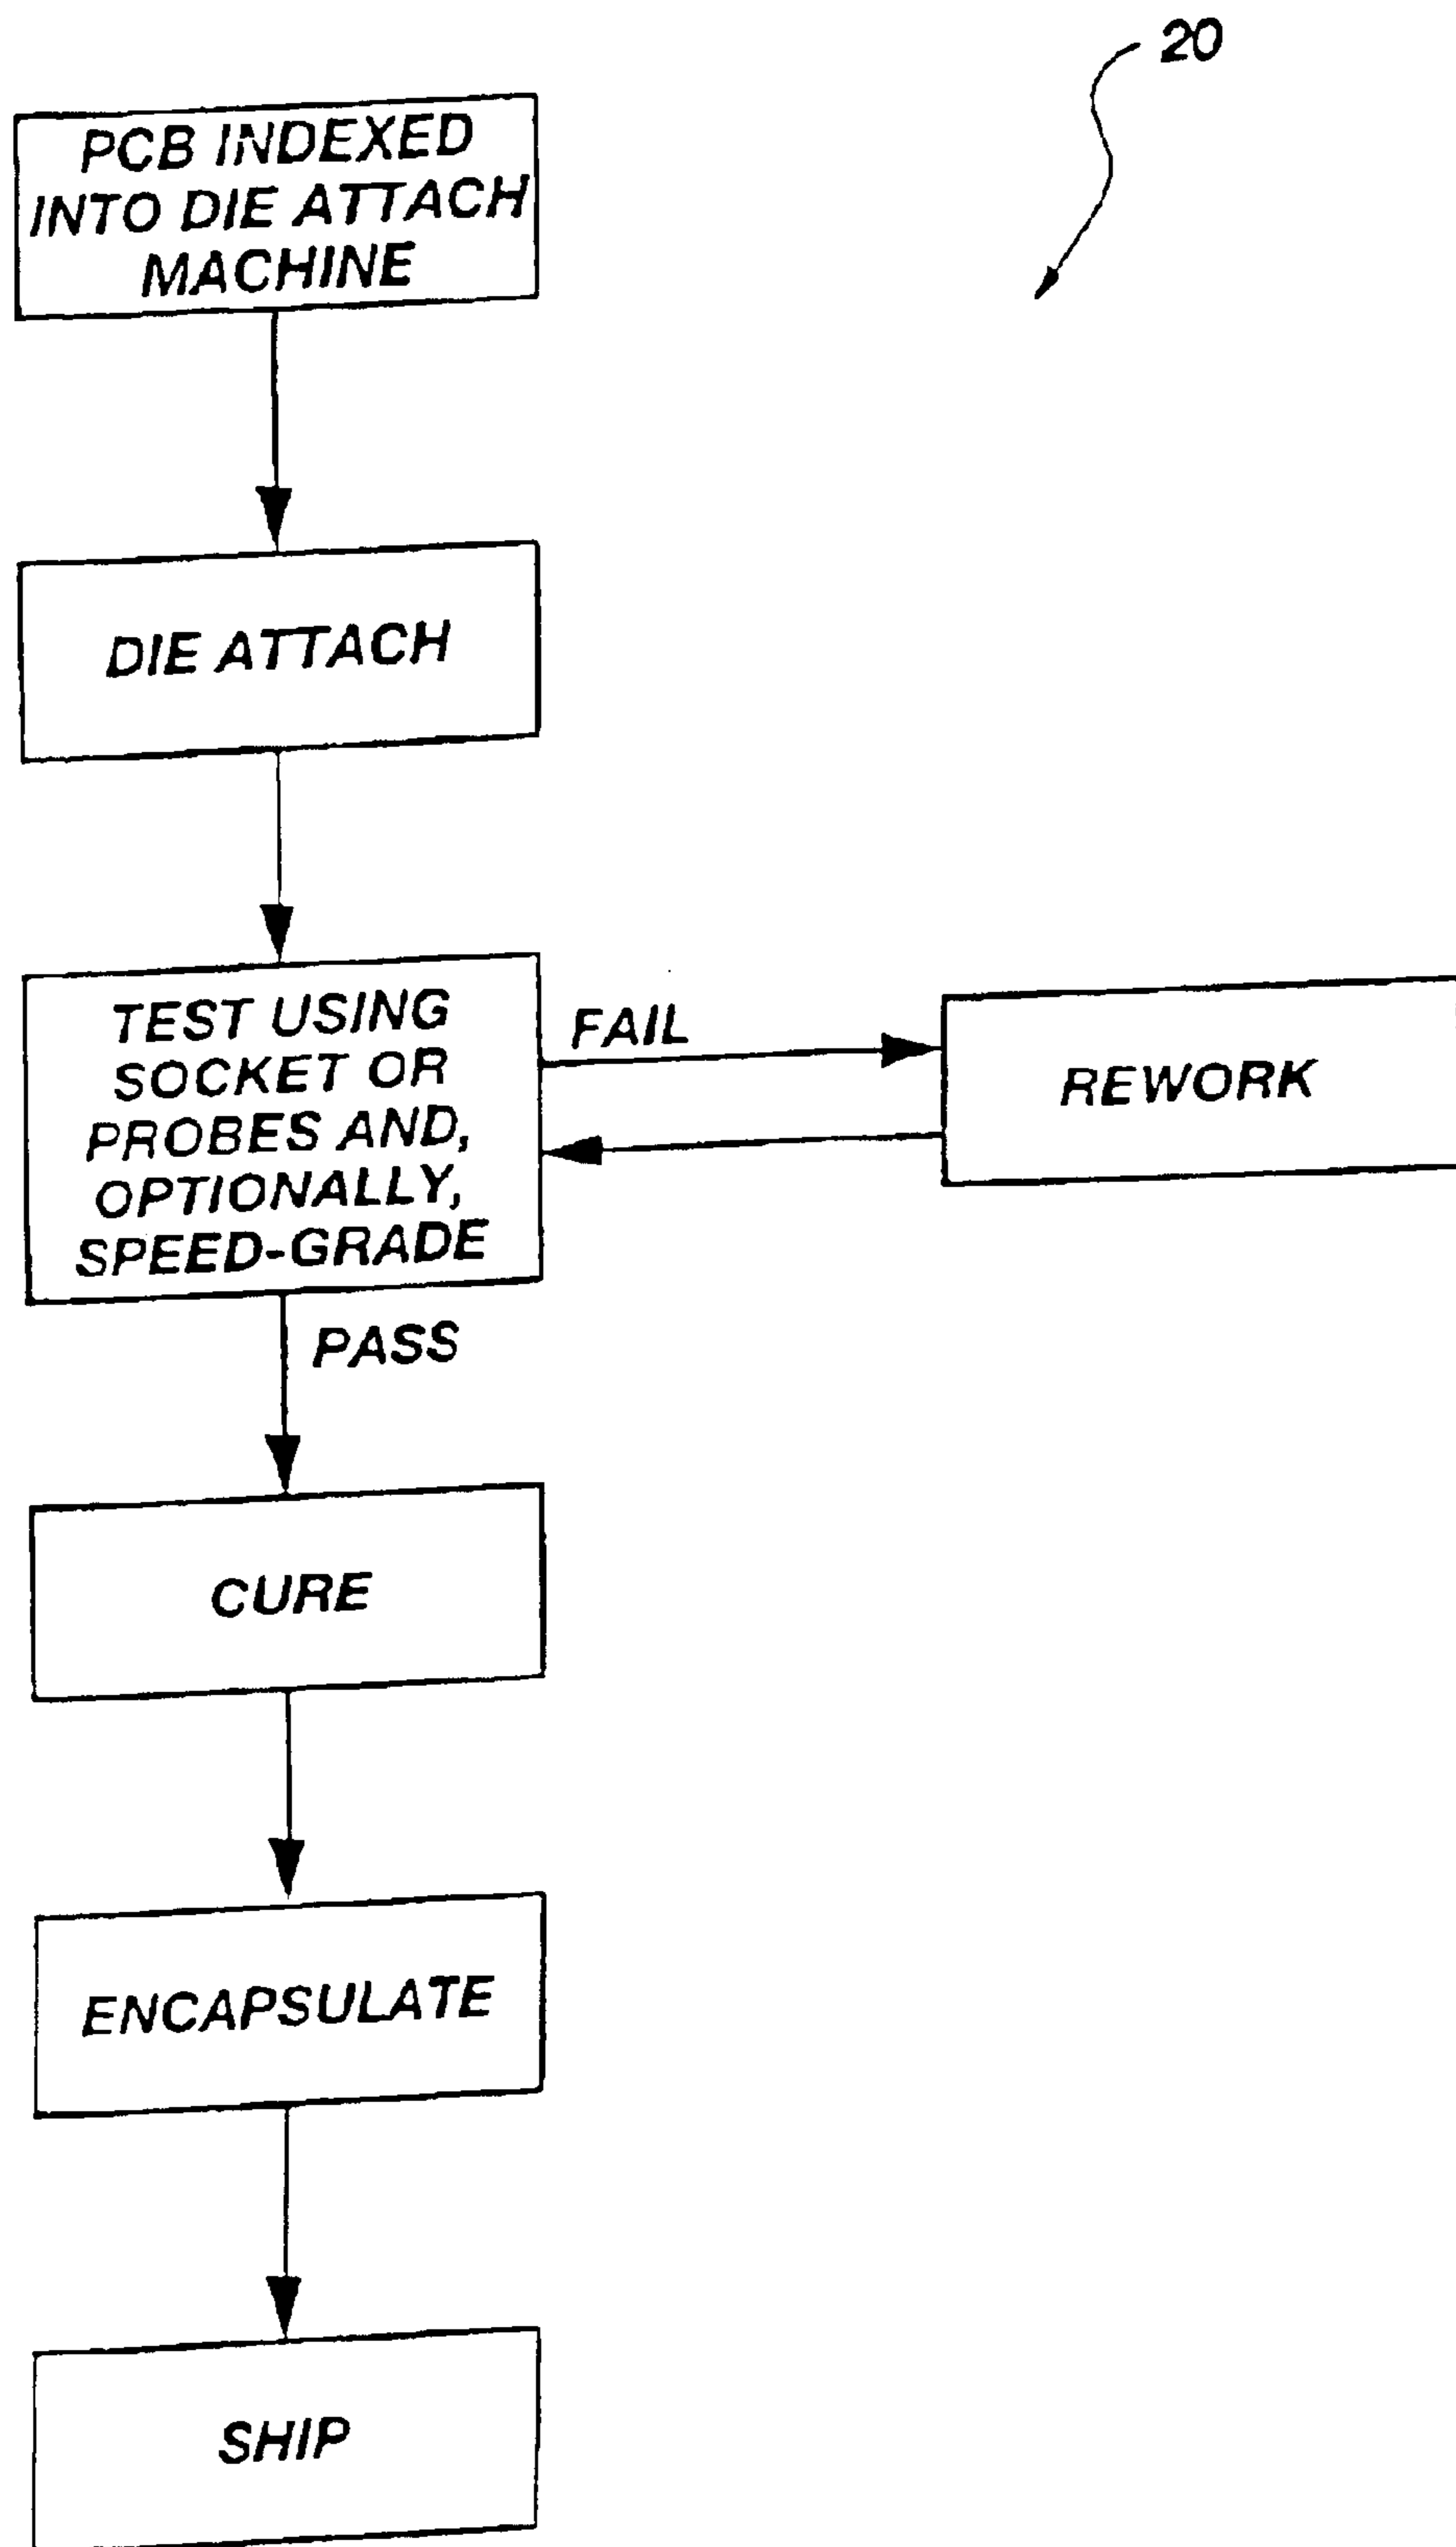 20
PCB INDEXED
INTO DIE ATTACH
MACHINE
DIE ATTACH
TEST USING
SOCKET OR
PROBES AND,
OPTIONALLY,
SPEED-GRADE
FAIL
REWORK
PASS
CURE
ENCAPSULATE
SHIP